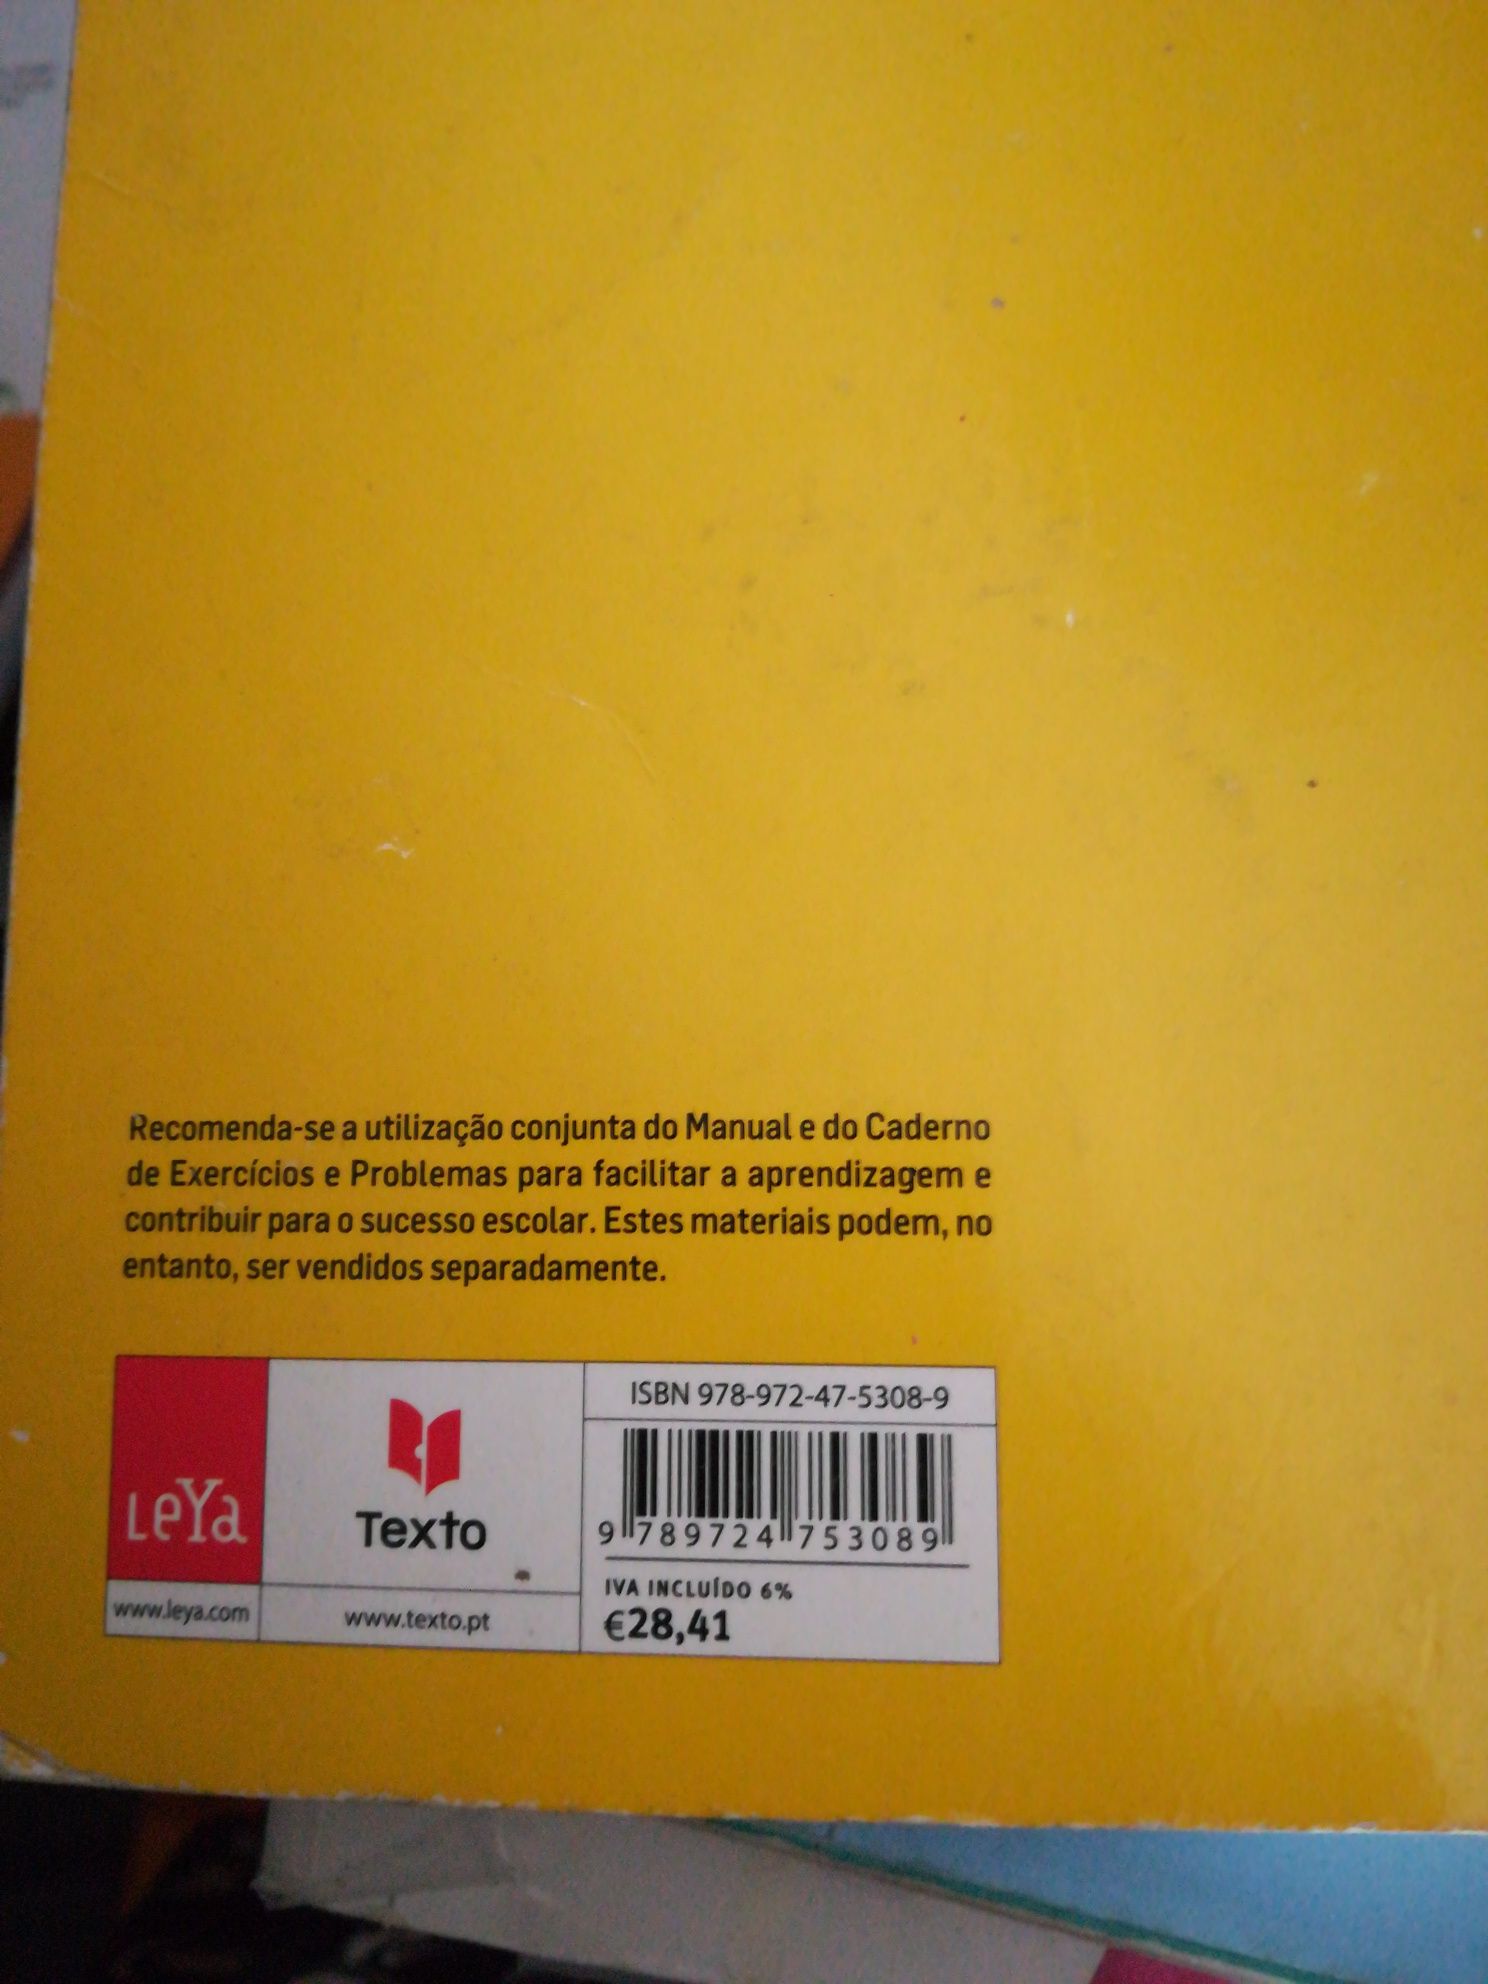 Recomenda-se a utilização conjunta do Manual e do Caderno
de Exercícios e Problemas para facilitar a aprendizagem e
contribuir para o sucesso escolar. Estes materiais podem, no
entanto, ser vendidos separadamente.
LeYa
www.leya.com
Texto
www.texto.pt
ISBN 978-972-47-5308-9
9 789724 753089
IVA INCLUÍDO 6%
€28,41